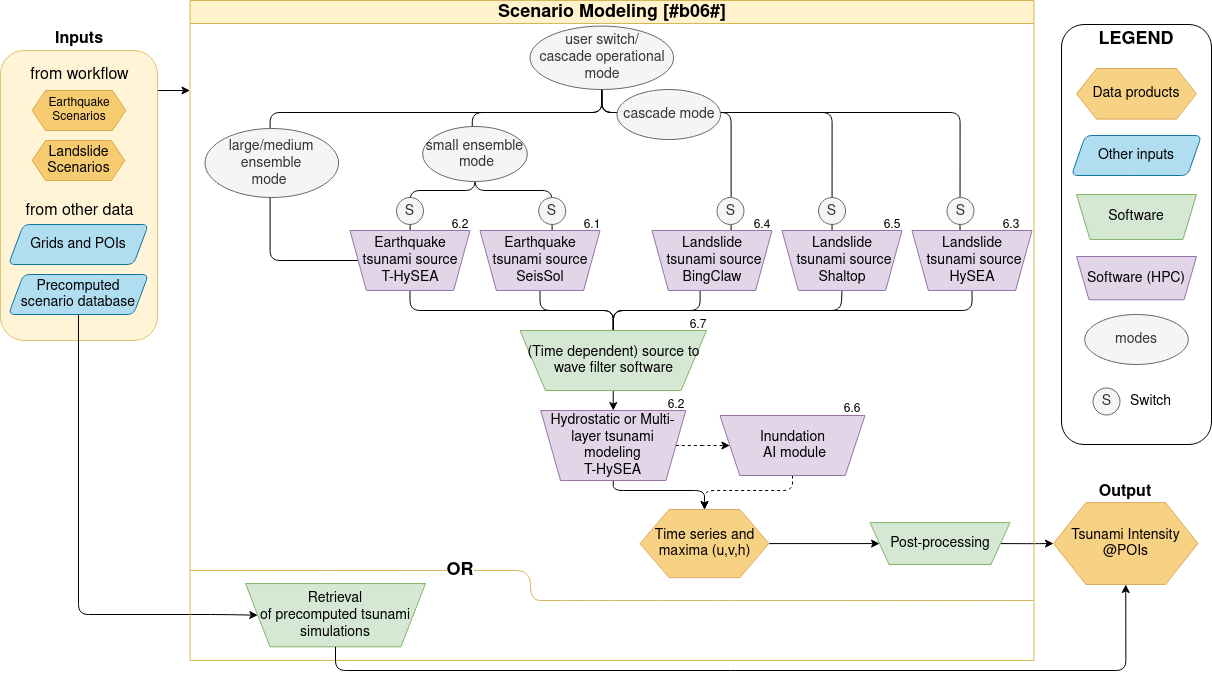 Scenario Modeling [#b06#]
Inputs
from workflow
Earthquake
Scenarios
Landslide
Scenarios
from other data
Grids and POIs
Precomputed
scenario database
user switch/
cascade operational
mode
cascade mode
large/medium
ensemble
mode
small ensemble
mode
S
S
S
S
S
6.2
Earthquake
tsunami source
T-HySEA
6.1
Earthquake
tsunami source
SeisSol
6.4
Landslide
tsunami source
BingClaw
6.5
Landslide
tsunami source
Shaltop
6.3
Landslide
tsunami source
HySEA
6.7
(Time dependent) source to
wave filter software
6.2
Hydrostatic or Multi-
layer tsunami
modeling
T-HySEA
6.6
Inundation
AI module
Time series and
maxima (u,v,h)
Post-processing
Output
Tsunami Intensity
@POIs
OR
Retrieval
of precomputed tsunami
simulations
LEGEND
Data products
Other inputs
Software
Software (HPC)
modes
S
Switch